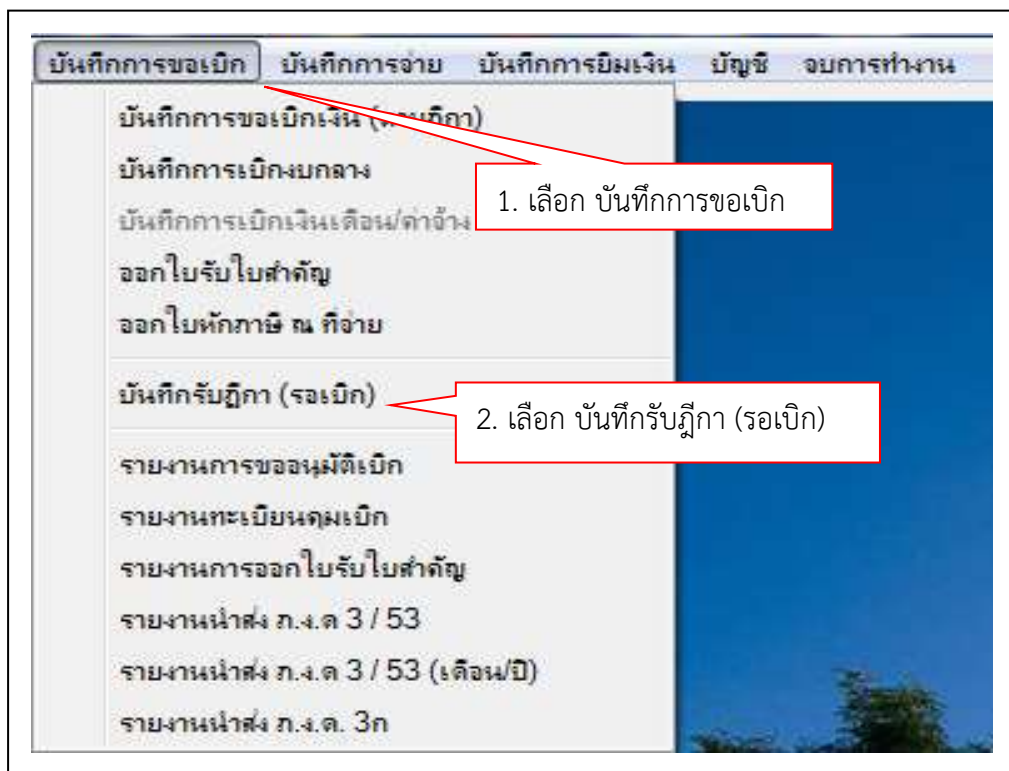 บันทึกการขอเบิก บันทึกการจ่าย บันทึกการยืมเงิน บัญชี จบการทำงาน
บันทึกการขอเบิกเงิน (ตามฎีกา)
บันทึกการเบิกงบกลาง
1. เลือก บันทึกการขอเบิก
บันทึกการเบิกเงินเดือน/ค่าจ้าง
ออกใบรับใบสำคัญ
ออกใบหักภาษี ณ ที่จ่าย
บันทึกรับฎีกา (รอเบิก)
2. เลือก บันทึกรับฎีกา (รอเบิก)
รายงานการขออนุมัติเบิก
รายงานทะเบียนคุมเบิก
รายงานการออกใบรับใบสำคัญ
รายงานนำส่ง ภ.ง.ด 3 / 53
รายงานนำส่ง ภ.ง.ด 3 / 53 (เดือน/ปี)
รายงานนำส่ง ภ.ง.ด. 3ก